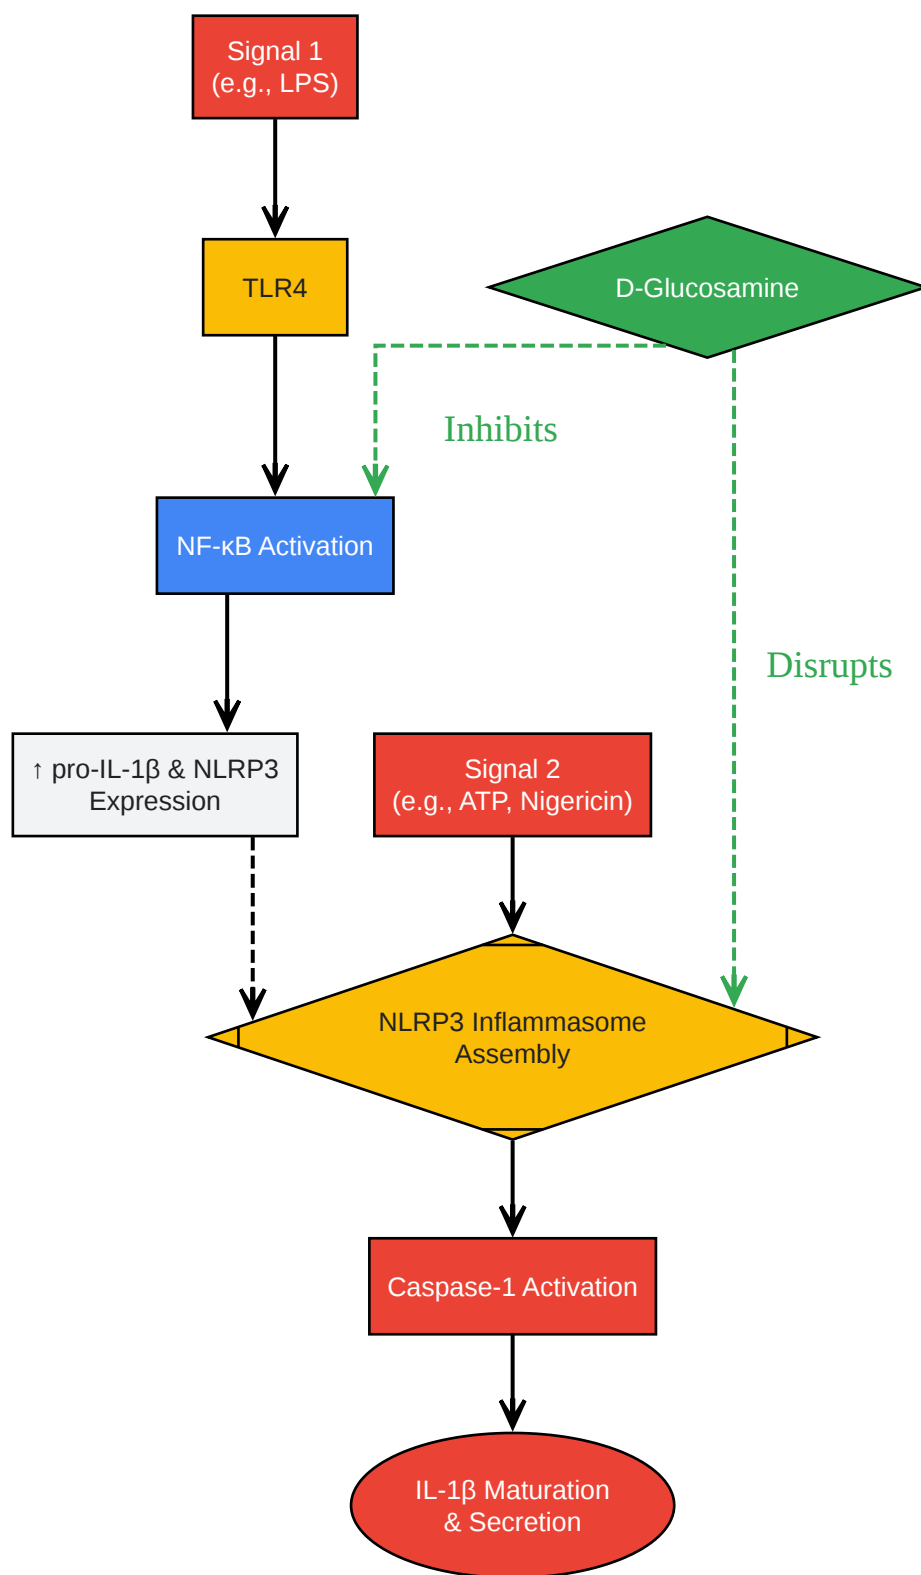 Signal 1
(e.g., LPS)
TLR4
D-Glucosamine
Inhibits
NF-κB Activation
Disrupts
↑ pro-IL-1β & NLRP3
Expression
Signal 2
(e.g., ATP, Nigericin)
NLRP3 Inflammasome
Assembly
Caspase-1 Activation
IL-1β Maturation
& Secretion